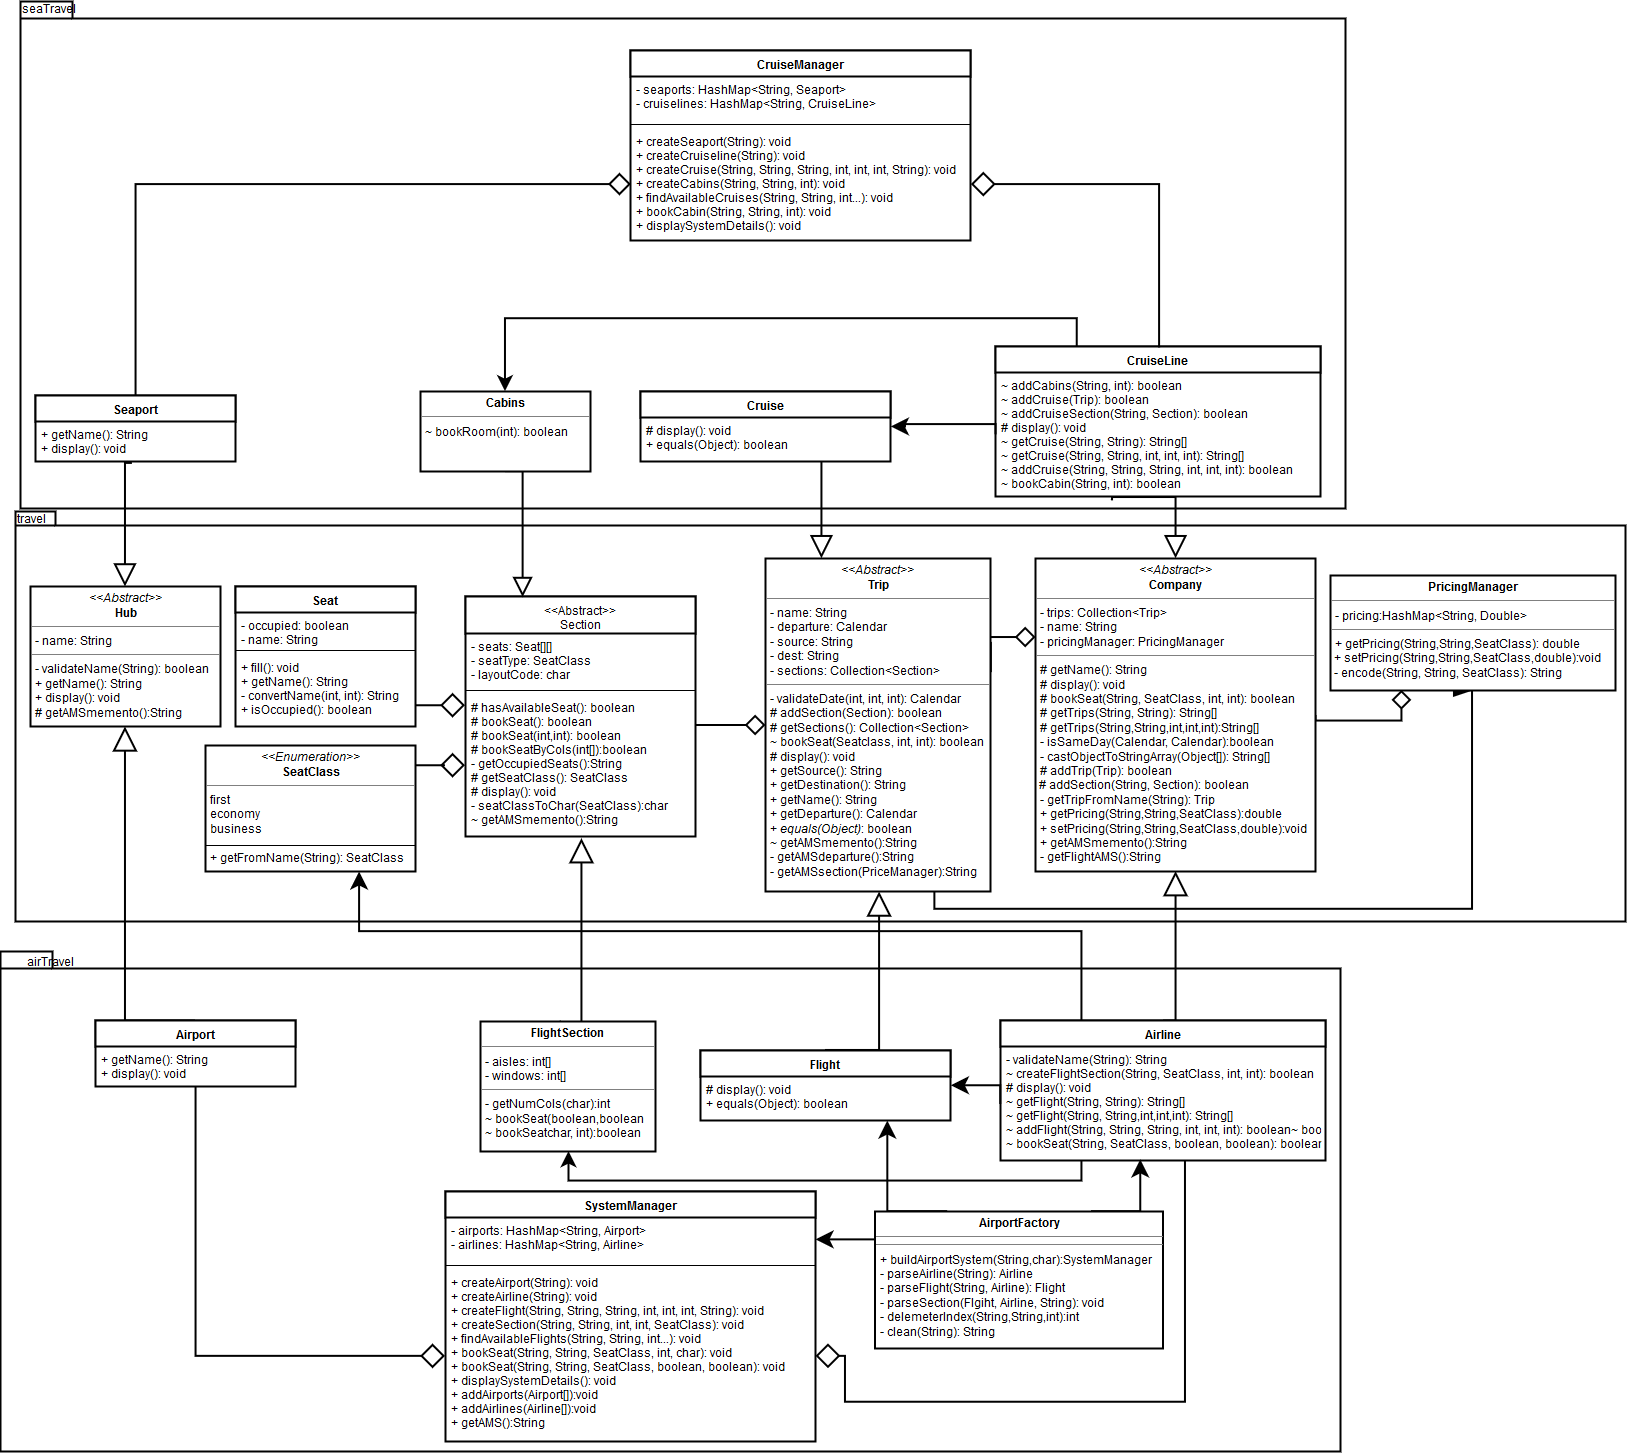 seaTravel
CruiseManager
- seaports: HashMap<String, Seaport>
- cruiselines: HashMap<String, CruiseLine>
+ createSeaport(String): void
+ createCruiseline(String): void
+ createCruise(String, String, String, int, int, int, String): void
+ createCabins(String, String, int): void
+ findAvailableCruises(String, String, int...): void
+ bookCabin(String, String, int): void
+ displaySystemDetails(): void
Seaport
+ getName(): String
+ display(): void
Cabins
~ bookRoom(int): boolean
Cruise
# display(): void
+ equals(Object): boolean
CruiseLine
~ addCabins(String, int): boolean
~ addCruise(Trip): boolean
~ addCruiseSection(String, Section): boolean
# display(): void
~ getCruise(String, String): String[]
~ getCruise(String, String, int, int, int): String[]
~ addCruise(String, String, String, int, int, int): boolean
~ bookCabin(String, int): boolean
travel
<<Abstract>>
Hub
- name: String
- validateName(String): boolean
+ getName(): String
+ display(): void
# getAMSmemento():String
Seat
- occupied: boolean
- name: String
+ fill(): void
+ getName(): String
- convertName(int, int): String
+ isOccupied(): boolean
<<Enumeration>>
SeatClass
first
economy
business
+ getFromName(String): SeatClass
<<Abstract>>
Section
- seats: Seat[][]
- seatType: SeatClass
- layoutCode: char
# hasAvailableSeat(): boolean
# bookSeat(): boolean
# bookSeat(int,int): boolean
# bookSeatByCols(int[]):boolean
- getOccupiedSeats():String
# getSeatClass(): SeatClass
# display(): void
- seatClassToChar(SeatClass):char
~ getAMSmemento():String
<<Abstract>>
Trip
- name: String
- departure: Calendar
- source: String
- dest: String
- sections: Collection<Section>
- validateDate(int, int, int): Calendar
# addSection(Section): boolean
# getSections(): Collection<Section>
~ bookSeat(Seatclass, int, int): boolean
# display(): void
+ getSource(): String
+ getDestination(): String
+ getName(): String
+ getDeparture(): Calendar
+ equals(Object): boolean
~ getAMSmemento():String
- getAMSdeparture():String
- getAMSsection(PriceManager):String
<<Abstract>>
Company
- trips: Collection<Trip>
- name: String
- pricingManager: PricingManager
# getName(): String
# display(): void
# bookSeat(String, SeatClass, int, int): boolean
# getTrips(String, String): String[]
# getTrips(String,String,int,int,int):String[]
- isSameDay(Calendar, Calendar):boolean
- castObjectToStringArray(Object[]): String[]
# addTrip(Trip): boolean
# addSection(String, Section): boolean
- getTripFromName(String): Trip
+ getPricing(String,String,SeatClass):double
+ setPricing(String,String,SeatClass,double):void
+ getAMSmemento():String
- getFlightAMS():String
PricingManager
- pricing:HashMap<String, Double>
+ getPricing(String,String,SeatClass): double
+ setPricing(String,String,SeatClass,double):void
- encode(String, String, SeatClass): String
airTravel
Airport
+ getName(): String
+ display(): void
FlightSection
- aisles: int[]
- windows: int[]
- getNumCols(char):int
~ bookSeat(boolean,boolean
~ bookSeatchar, int):boolean
Flight
# display(): void
+ equals(Object): boolean
Airline
- validateName(String): String
~ createFlightSection(String, SeatClass, int, int): boolean
# display(): void
~ getFlight(String, String): String[]
~ getFlight(String, String,int,int,int): String[]
~ addFlight(String, String, String, int, int, int): boolean~ boo
~ bookSeat(String, SeatClass, boolean, boolean): boolear
SystemManager
- airports: HashMap<String, Airport>
- airlines: HashMap<String, Airline>
+ createAirport(String): void
+ createAirline(String): void
+ createFlight(String, String, String, int, int, int, String): void
+ createSection(String, String, int, int, SeatClass): void
+ findAvailableFlights(String, String, int...): void
+ bookSeat(String, String, SeatClass, int, char): void
+ bookSeat(String, String, SeatClass, boolean, boolean): void
+ displaySystemDetails(): void
+ addAirports(Airport[]):void
+ addAirlines(Airline[]):void
+ getAMS():String
AirportFactory
+ buildAirportSystem(String,char):SystemManager
- parseAirline(String): Airline
- parseFlight(String, Airline): Flight
- parseSection(Flgiht, Airline, String): void
- delemeterIndex(String,String,int):int
- clean(String): String